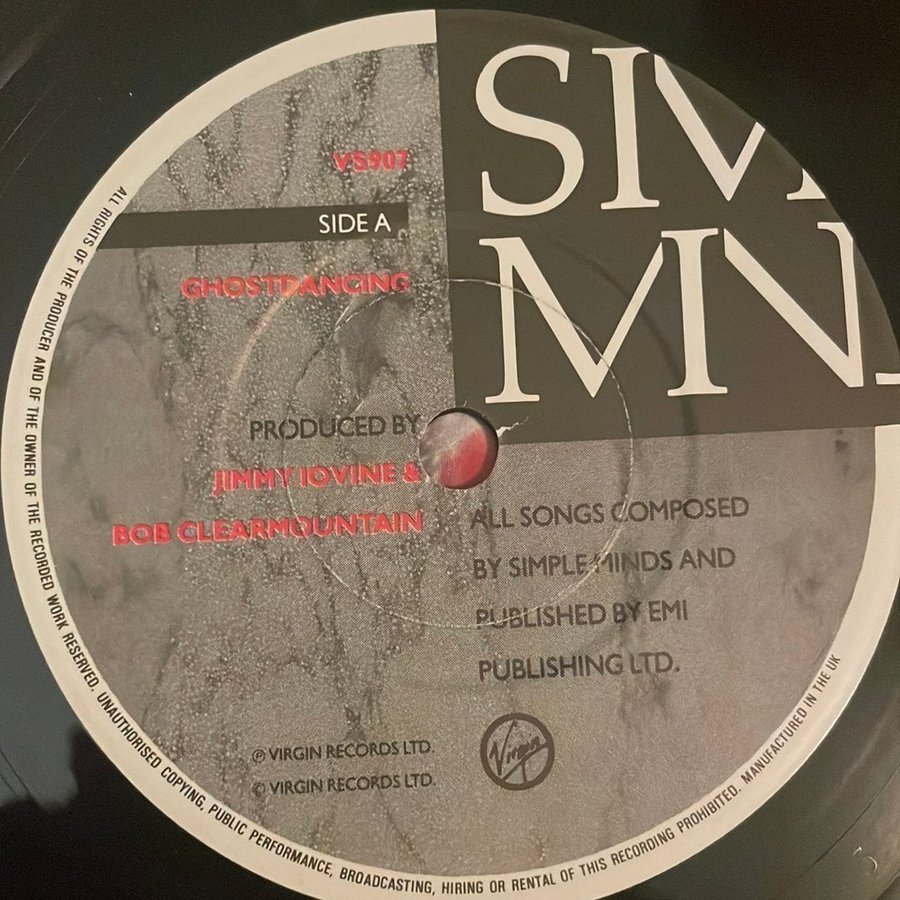 SIM
MN
VS907
SIDE A
GHOSTDANCING
PRODUCED BY
JIMMY IOVINE &
BOB CLEARMOUNTAIN
ALL SONGS COMPOSED
BY SIMPLE MINDS AND
PUBLISHED BY EMI
PUBLISHING LTD.
℗ VIRGIN RECORDS LTD.
© VIRGIN RECORDS LTD.
Virgin
ALL RIGHTS OF THE PRODUCER AND OF THE OWNER OF THE RECORDED WORK RESERVED. UNAUTHORISED COPYING, PUBLIC PERFORMANCE, BROADCASTING, HIRING OR RENTAL OF THIS RECORDING PROHIBITED. MANUFACTURED IN THE UK